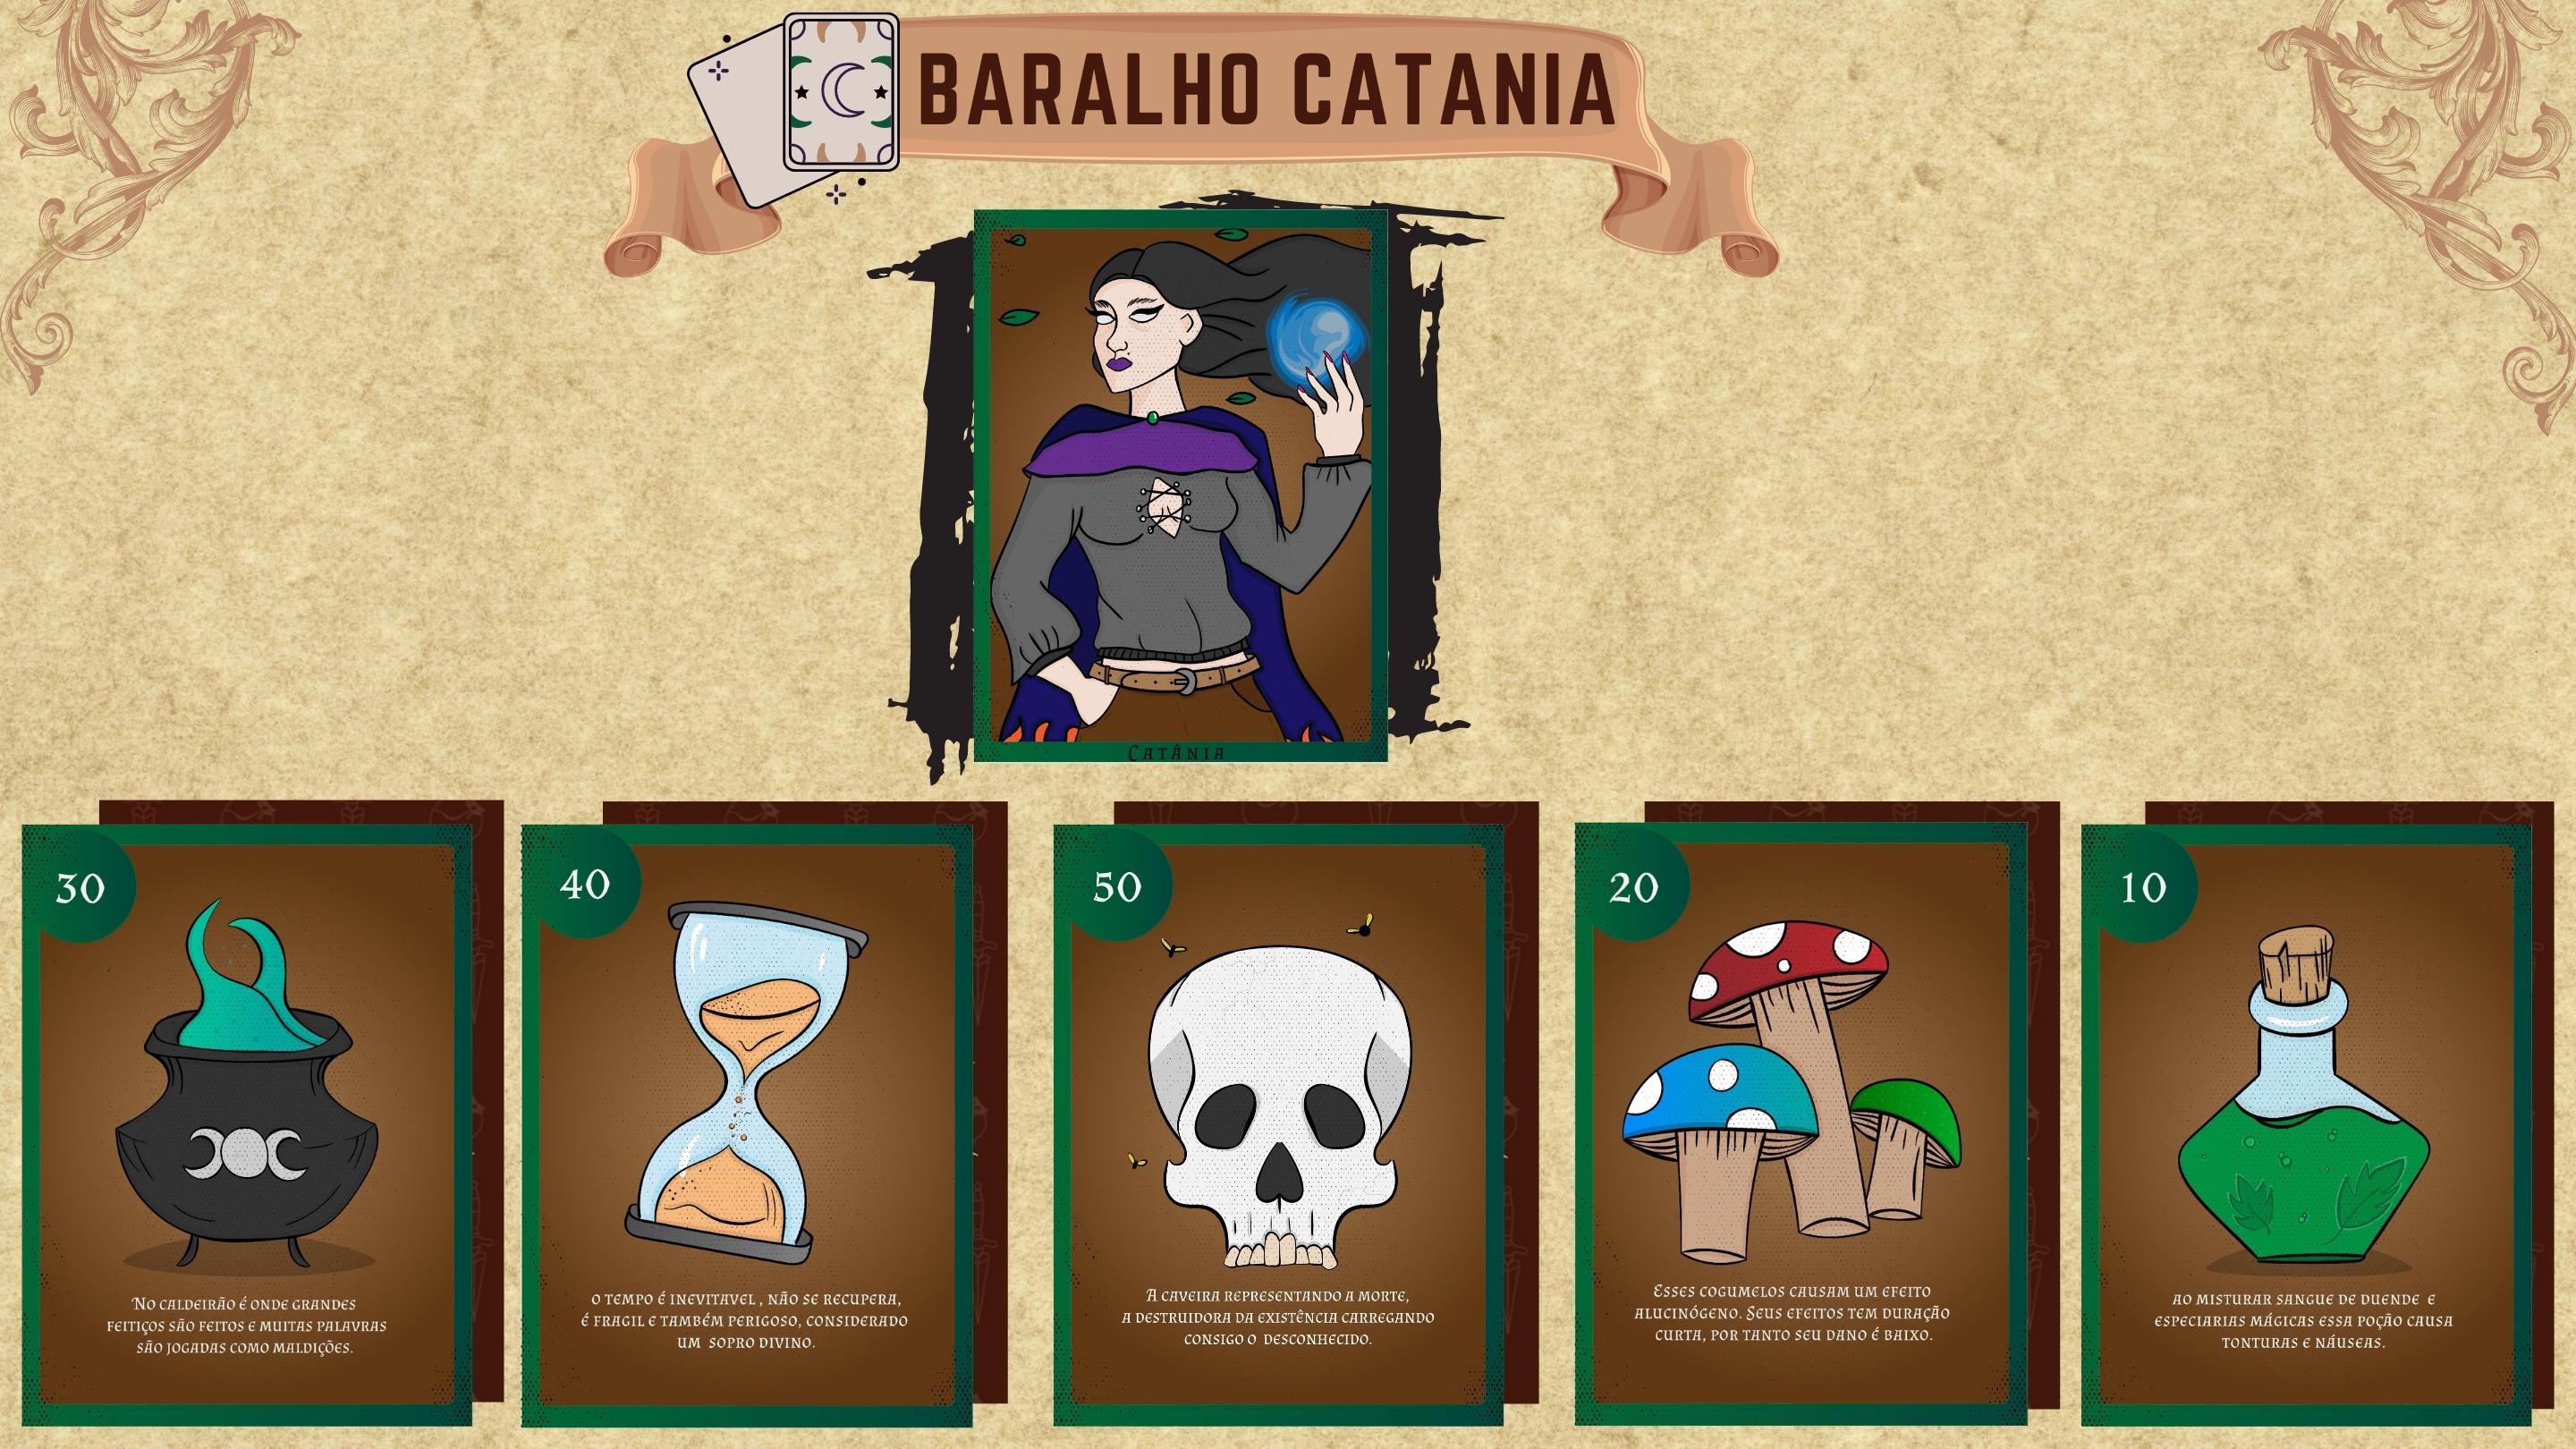 BARALHO CATANIA
CATÂNIA
30
NO CALDEIRÃO É ONDE GRANDES
FEITIÇOS SÃO FEITOS E MUITAS PALAVRAS
SÃO JOGADAS COMO MALDIÇÕES.
40
O TEMPO É INEVITAVEL , NÃO SE RECUPERA,
É FRAGIL E TAMBÉM PERIGOSO, CONSIDERADO
UM SOPRO DIVINO.
50
A CAVEIRA REPRESENTANDO A MORTE,
A DESTRUIDORA DA EXISTÊNCIA CARREGANDO
CONSIGO O DESCONHECIDO.
20
ESSES COGUMELOS CAUSAM UM EFEITO
ALUCINÓGENO. SEUS EFEITOS TEM DURAÇÃO
CURTA, POR TANTO SEU DANO É BAIXO.
10
AO MISTURAR SANGUE DE DUENDE E
ESPECIARIAS MÁGICAS ESSA POÇÃO CAUSA
TONTURAS E NÁUSEAS.